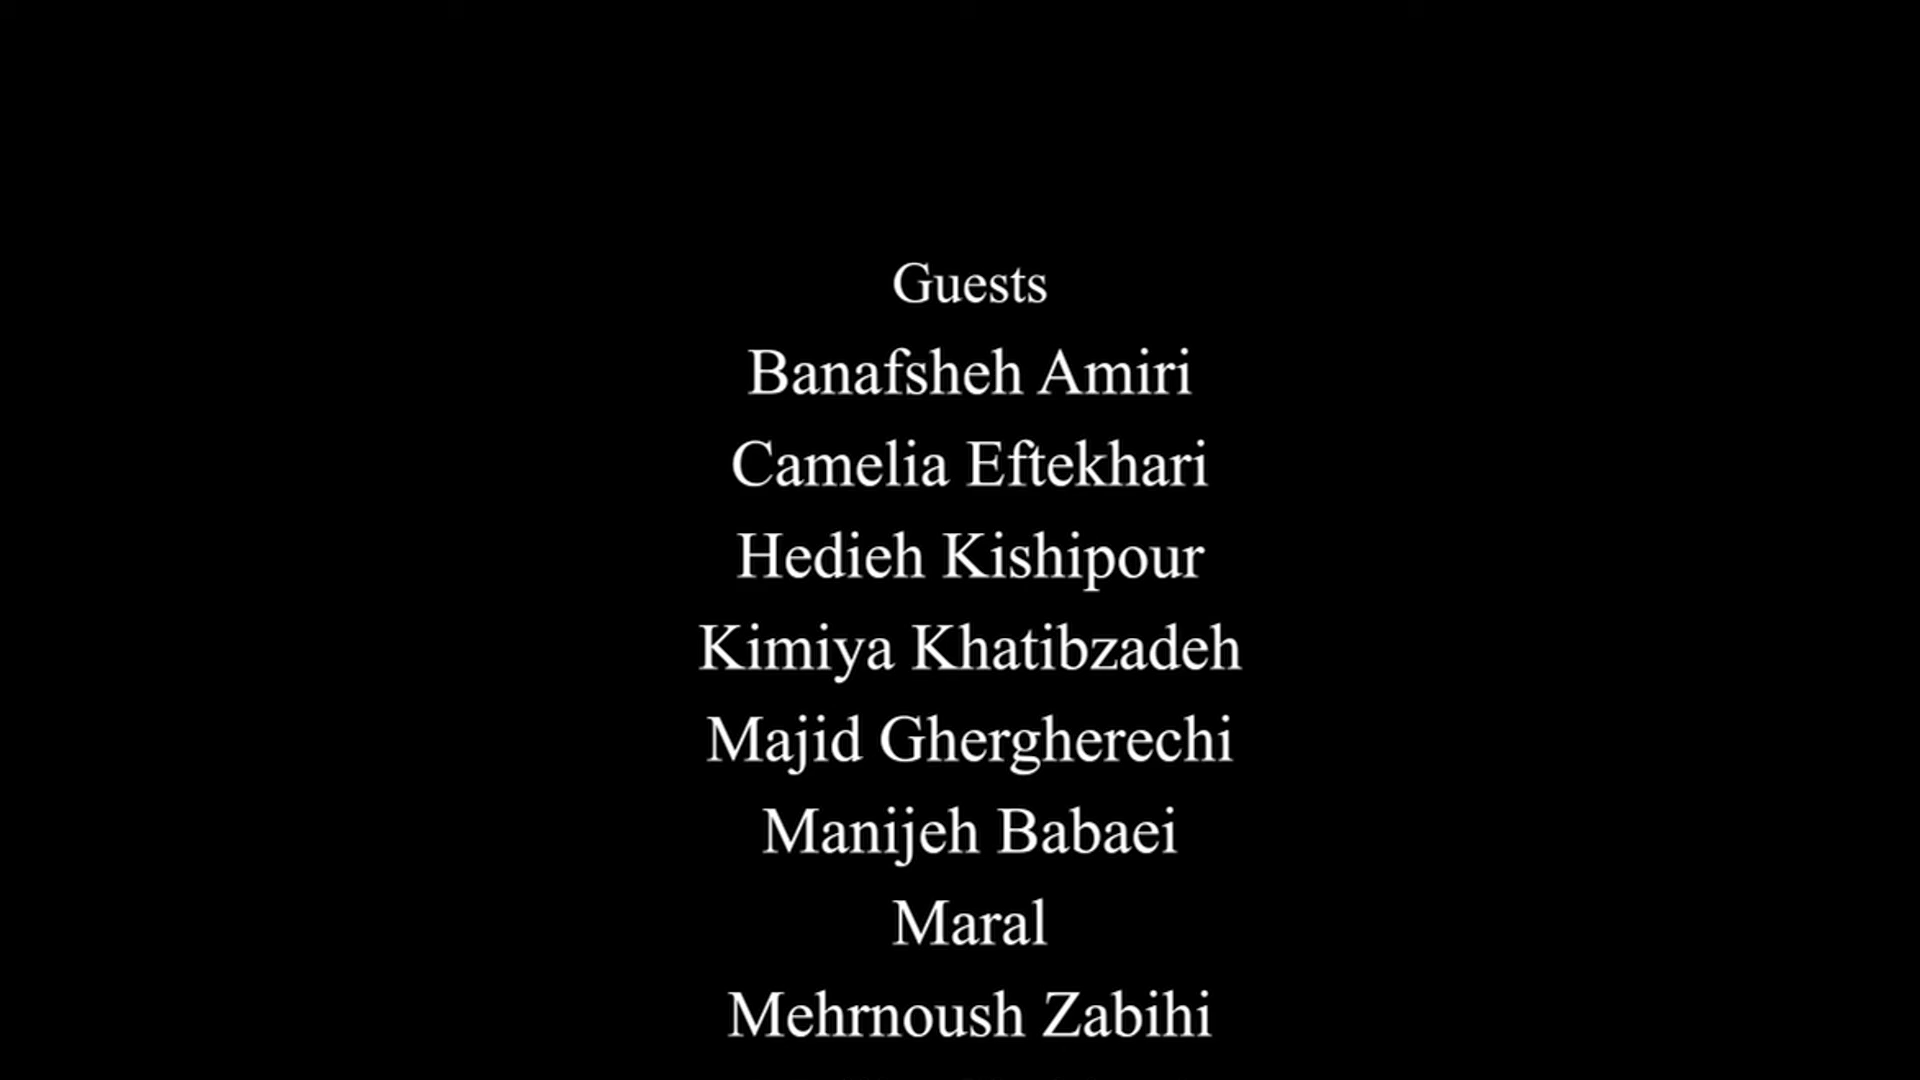 Guests
Banafsheh Amiri
Camelia Eftekhari
Hedieh Kishipour
Kimiya Khatibzadeh
Majid Ghergherechi
Manijeh Babaei
Maral
Mehrnoush Zabihi